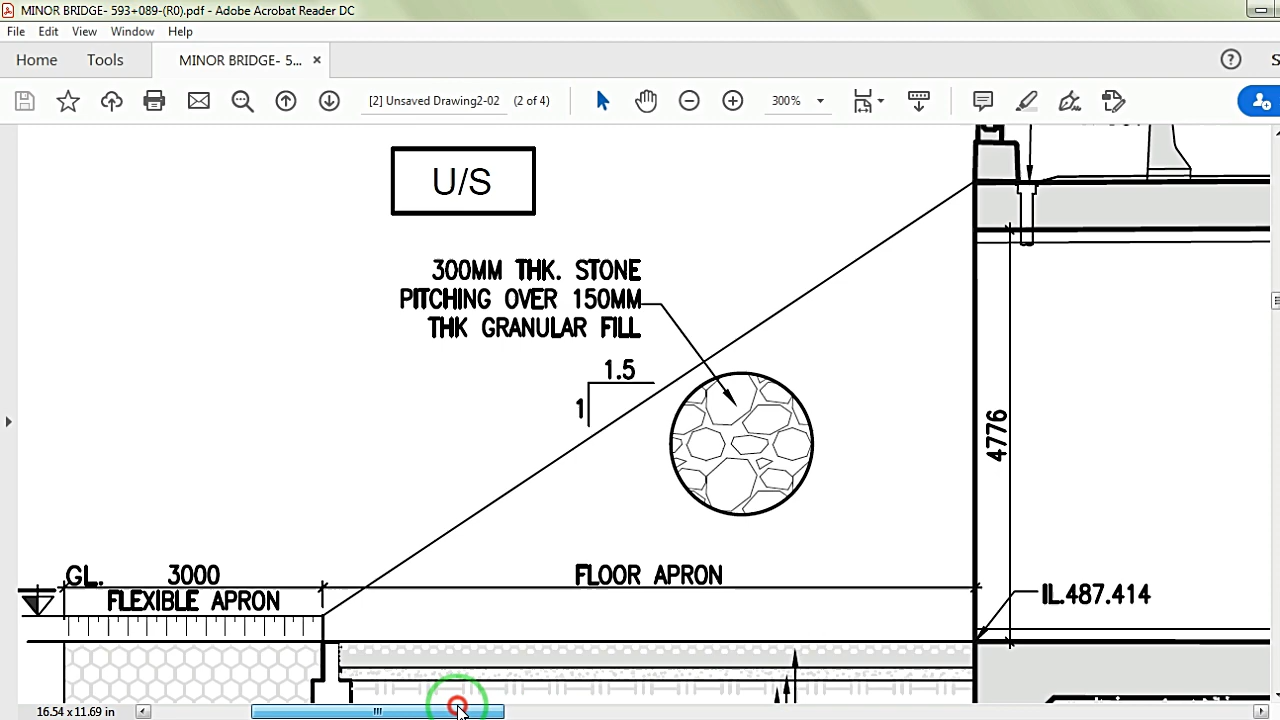 MINOR BRIDGE- 593+089-(R0).pdf - Adobe Acrobat Reader DC
File Edit View Window Help
Home Tools MINOR BRIDGE- 5... ×
[2] Unsaved Drawing2-02 (2 of 4) 300%
U/S
300MM THK. STONE
PITCHING OVER 150MM
THK GRANULAR FILL
1.5
1
4776
GL. 3000 FLOOR APRON
FLEXIBLE APRON
IL.487.414
16.54 x 11.69 in